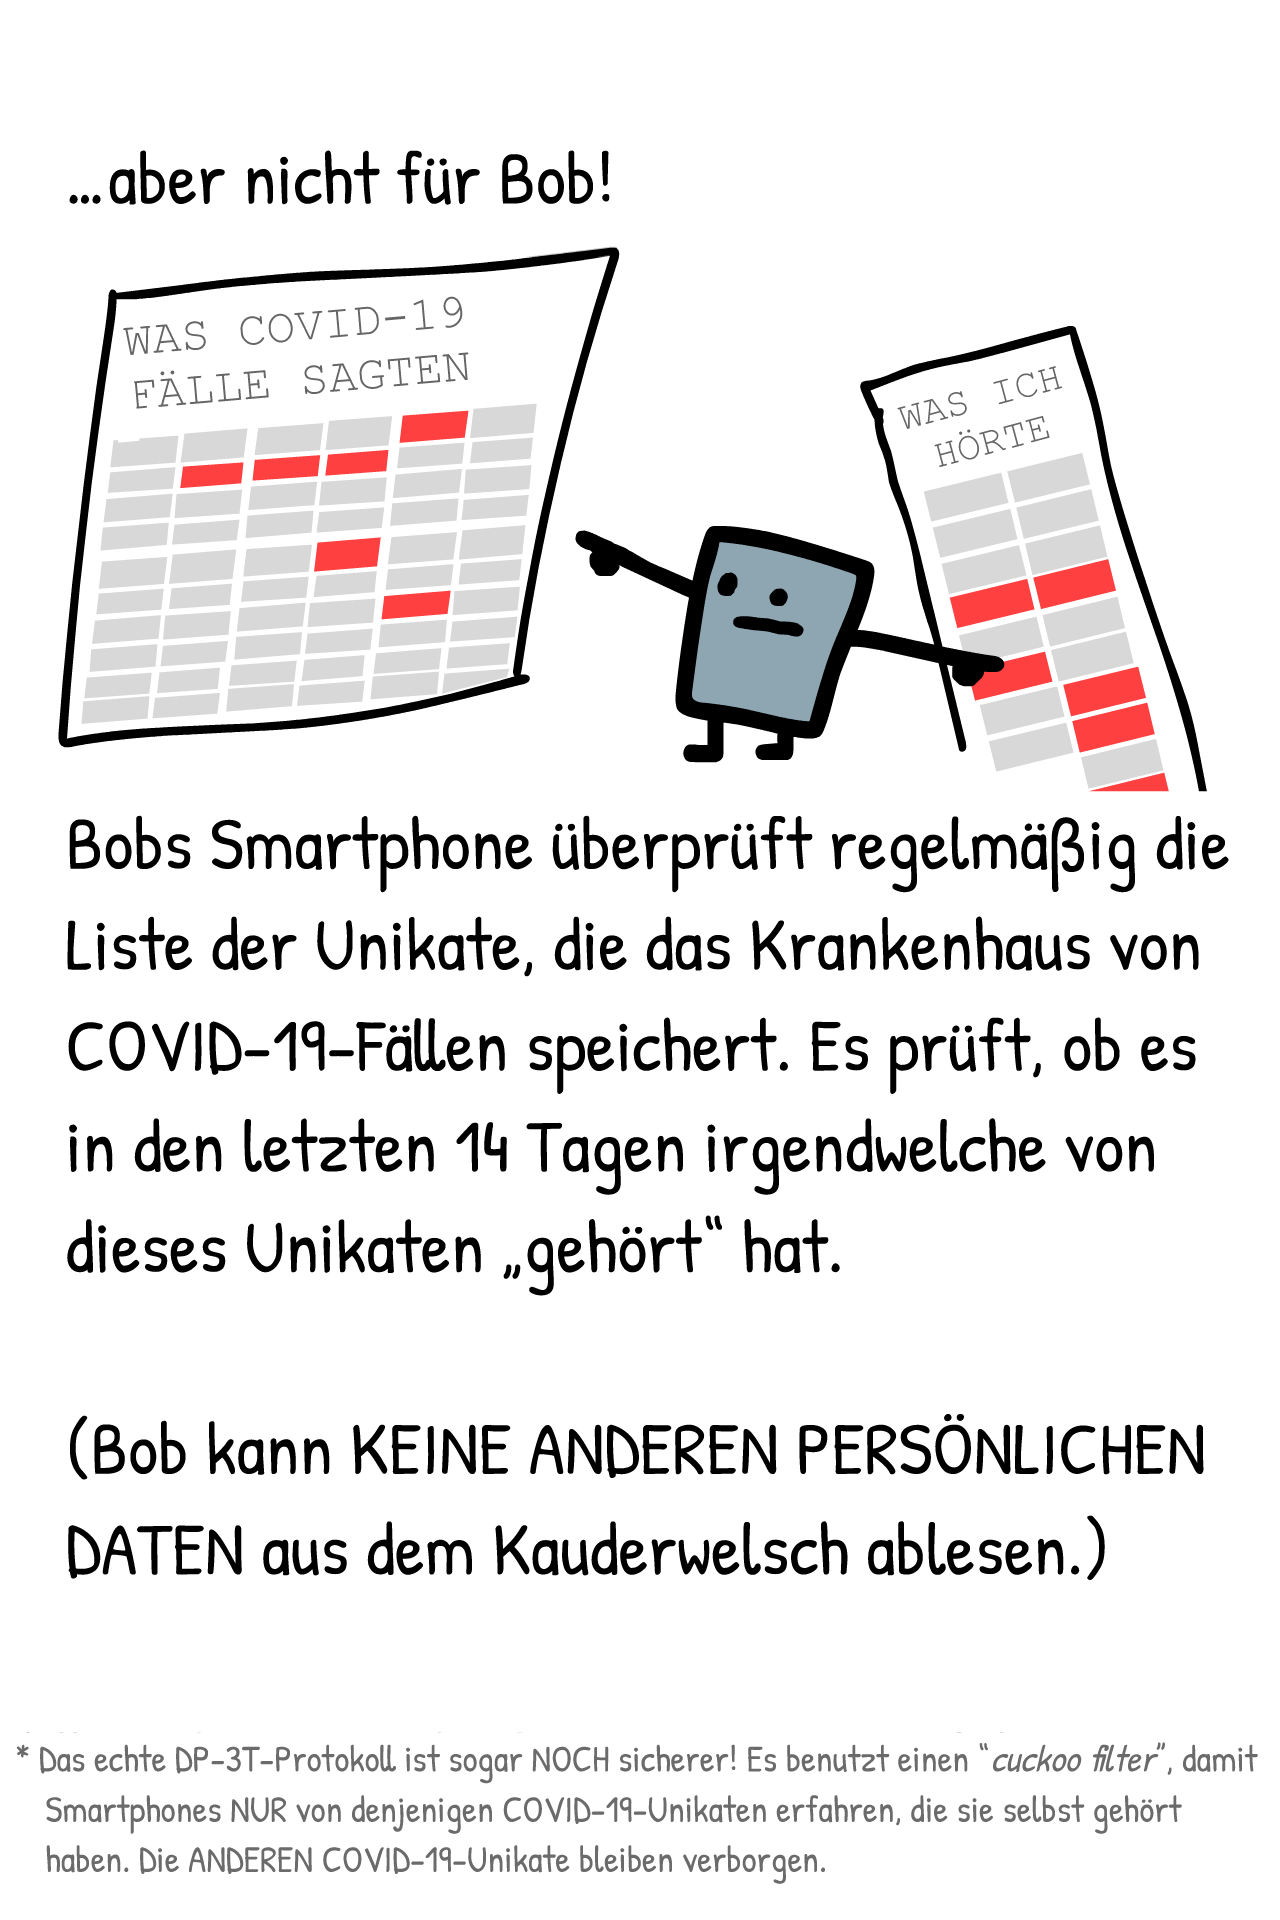 ...aber nicht für Bob!
WAS COVID-19
FÄLLE SAGTEN
WAS ICH
HÖRTE
Bobs Smartphone überprüft regelmäßig die
Liste der Unikate, die das Krankenhaus von
COVID-19-Fällen speichert. Es prüft, ob es
in den letzten 14 Tagen irgendwelche von
dieses Unikaten „gehört“ hat.
(Bob kann KEINE ANDEREN PERSÖNLICHEN
DATEN aus dem Kauderwelsch ablesen.)
* Das echte DP-3T-Protokoll ist sogar NOCH sicherer! Es benutzt einen “cuckoo filter”, damit
Smartphones NUR von denjenigen COVID-19-Unikaten erfahren, die sie selbst gehört
haben. Die ANDEREN COVID-19-Unikate bleiben verborgen.